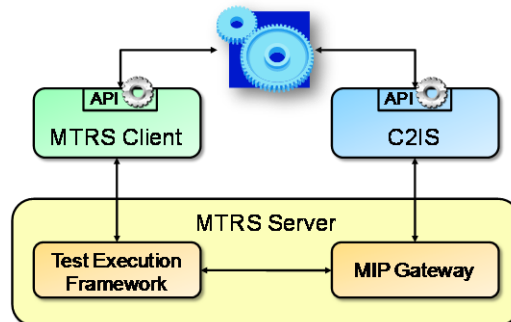 API
MTRS Client
API
C2IS
MTRS Server
Test Execution
Framework
MIP Gateway